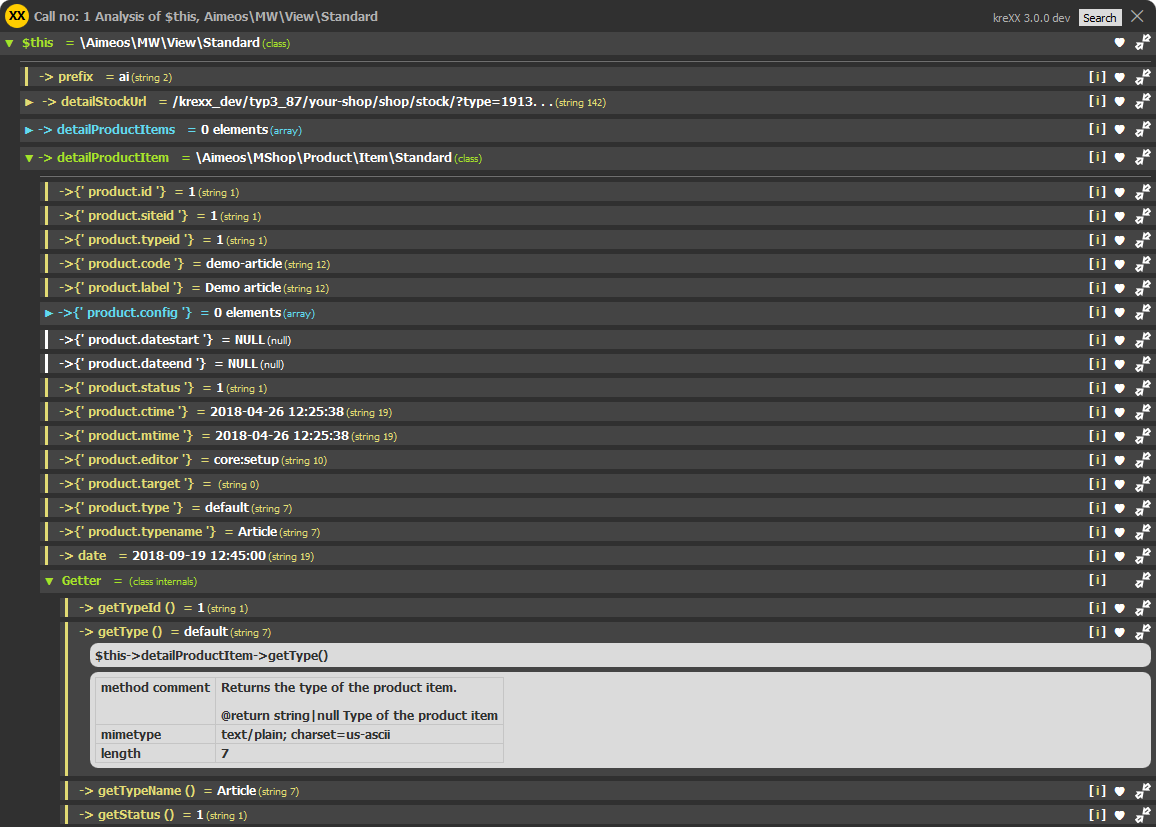 XX Call no: 1 Analysis of $this, Aimeos\MW\View\Standard kreXX 3.0.0 dev Search
$this = \Aimeos\MW\View\Standard (class)
-> prefix = ai (string 2) [i]
-> detailStockUrl = /krexx_dev/typ3_87/your-shop/shop/stock/?type=1913. . . (string 142) [i]
-> detailProductItems = 0 elements (array) [i]
-> detailProductItem = \Aimeos\MShop\Product\Item\Standard (class) [i]
->{' product.id '} = 1 (string 1) [i]
->{' product.siteid '} = 1 (string 1) [i]
->{' product.typeid '} = 1 (string 1) [i]
->{' product.code '} = demo-article (string 12) [i]
->{' product.label '} = Demo article (string 12) [i]
->{' product.config '} = 0 elements (array) [i]
->{' product.datestart '} = NULL (null) [i]
->{' product.dateend '} = NULL (null) [i]
->{' product.status '} = 1 (string 1) [i]
->{' product.ctime '} = 2018-04-26 12:25:38 (string 19) [i]
->{' product.mtime '} = 2018-04-26 12:25:38 (string 19) [i]
->{' product.editor '} = core:setup (string 10) [i]
->{' product.target '} = (string 0) [i]
->{' product.type '} = default (string 7) [i]
->{' product.typename '} = Article (string 7) [i]
-> date = 2018-09-19 12:45:00 (string 19) [i]
Getter = (class internals) [i]
-> getTypeId () = 1 (string 1) [i]
-> getType () = default (string 7) [i]
$this->detailProductItem->getType()
method comment Returns the type of the product item.
@return string|null Type of the product item
mimetype text/plain; charset=us-ascii
length 7
-> getTypeName () = Article (string 7) [i]
-> getStatus () = 1 (string 1) [i]